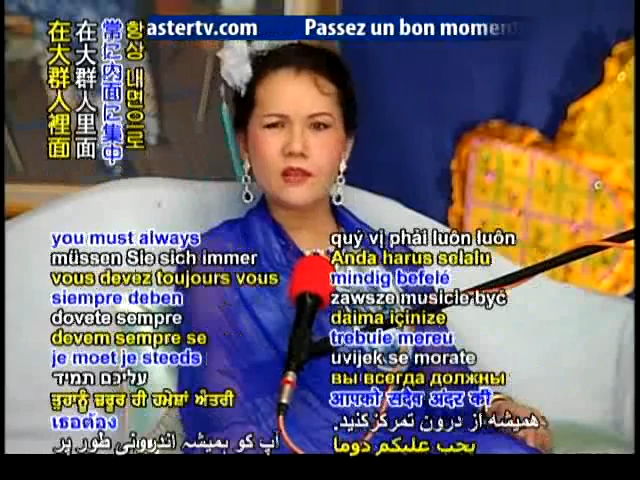 astertv.com Passez un bon momen
항상 내면으로
常に内面に集中
在大群人里面
在大群人裡面
you must always
müssen Sie sich immer
vous devez toujours vous
siempre deben
dovete sempre
devem sempre se
je moet je steeds
עליכם תמיד
ਤੁਹਾਨੂੰ ਜ਼ਰੂਰ ਹੀ ਹਮੇਸ਼ਾਂ ਅੰਤਰੀ
เธอต้อง
آپ کو ہمیشہ اندرونی طور پر
quý vị phải luôn luôn
Anda harus selalu
mindig befelé
zawsze musicie być
daima içinize
trebuie mereu
uvijek se morate
вы всегда должны
आपको सदैव अंदर की
همیشه از درون تمرکز کنید.
يجب عليكم دوما